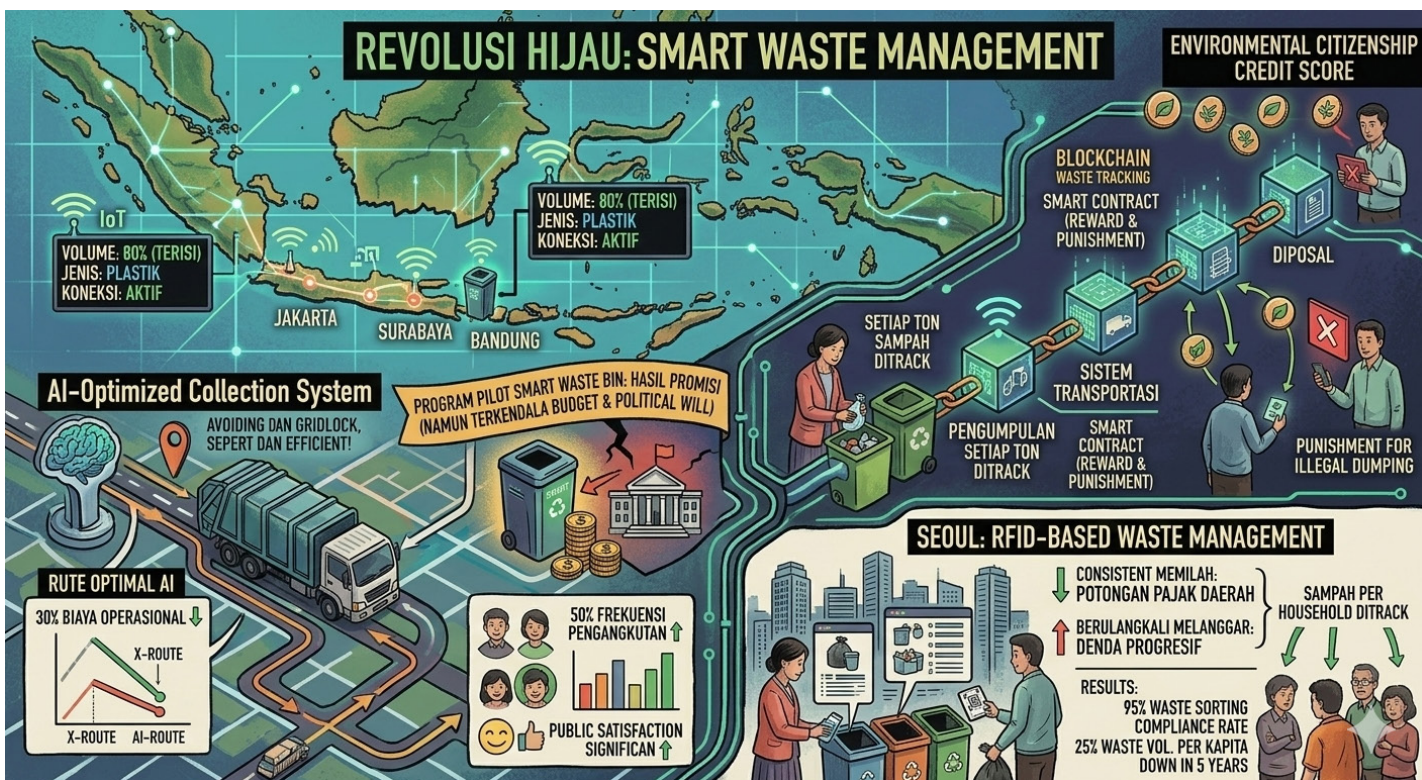 REVOLUSI HIJAU: SMART WASTE MANAGEMENT
IoT
VOLUME: 80% (TERISI)
JENIS: PLASTIK
KONEKSI: AKTIF
VOLUME: 80% (TERISI)
JENIS: PLASTIK
KONEKSI: AKTIF
JAKARTA
SURABAYA
BANDUNG
ENVIRONMENTAL CITIZENSHIP
CREDIT SCORE
BLOCKCHAIN
WASTE TRACKING
SMART CONTRACT
(REWARD &
PUNISHMENT)
DIPOSAL
SETIAP TON
SAMPAH
DITRACK
SISTEM
TRANSPORTASI
PENGUMPULAN
SETIAP TON
DITRACK
SMART
CONTRACT
(REWARD &
PUNISHMENT)
PUNISHMENT FOR
ILLEGAL DUMPING
AI-Optimized Collection System
AVOIDING DAN GRIDLOCK,
SEPERT DAN EFFICIENT!
PROGRAM PILOT SMART WASTE BIN: HASIL PROMISI
(NAMUN TERKENDALA BUDGET & POLITICAL WILL)
RUTE OPTIMAL AI
30% BIAYA OPERASIONAL
X-ROUTE
X-ROUTE
AI-ROUTE
50% FREKUENSI
PENGANGKUTAN
PUBLIC SATISFACTION
SIGNIFICAN
SEOUL: RFID-BASED WASTE MANAGEMENT
CONSISTENT MEMILAH:
POTONGAN PAJAK DAERAH
BERULANGKALI MELANGGAR:
DENDA PROGRESIF
SAMPAH PER
HOUSEHOLD DITRACK
RESULTS:
95% WASTE SORTING
COMPLIANCE RATE
25% WASTE VOL. PER KAPITA
DOWN IN 5 YEARS